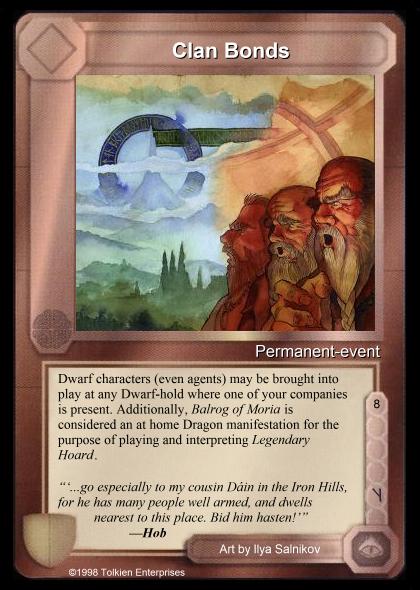 Clan Bonds
Permanent-event
Dwarf characters (even agents) may be brought into
play at any Dwarf-hold where one of your companies
is present. Additionally, Balrog of Moria is
considered an at home Dragon manifestation for the
purpose of playing and interpreting Legendary
Hoard.
8
“‘...go especially to my cousin Dáin in the Iron Hills,
for he has many people well armed, and dwells
nearest to this place. Bid him hasten!’”
—Hob
Art by Ilya Salnikov
©1998 Tolkien Enterprises